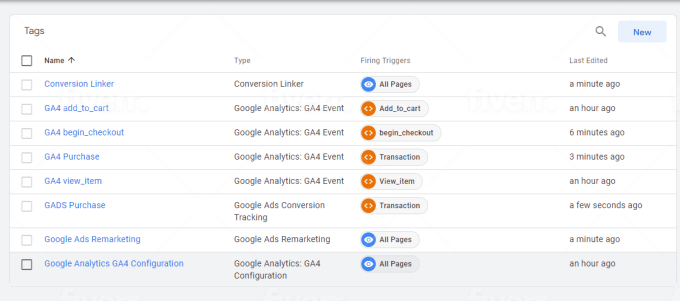 Tags
New
Name Type Firing Triggers Last Edited
Conversion Linker Conversion Linker All Pages a minute ago
GA4 add_to_cart Google Analytics: GA4 Event Add_to_cart an hour ago
GA4 begin_checkout Google Analytics: GA4 Event begin_checkout 6 minutes ago
GA4 Purchase Google Analytics: GA4 Event Transaction 3 minutes ago
GA4 view_item Google Analytics: GA4 Event View_item an hour ago
GADS Purchase Google Ads Conversion Transaction a few seconds ago
Tracking
Google Ads Remarketing Google Ads Remarketing All Pages a minute ago
Google Analytics GA4 Configuration Google Analytics: GA4 All Pages an hour ago
Configuration